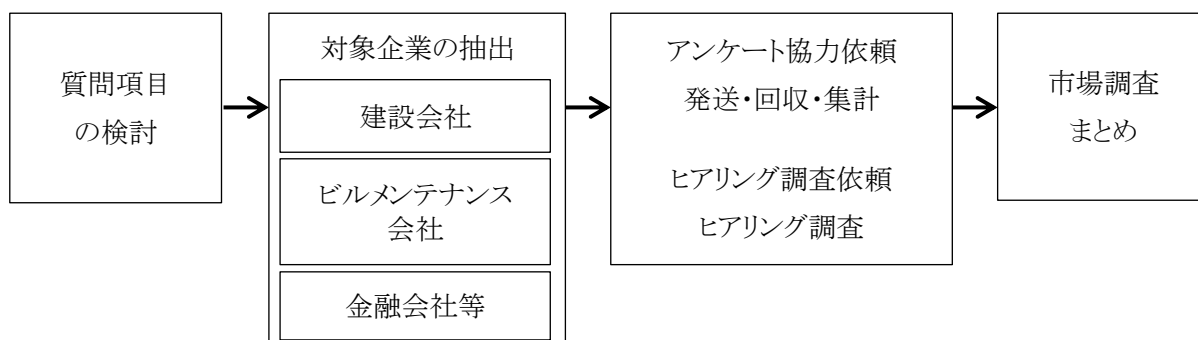 質問項目
の検討
対象企業の抽出
建設会社
ビルメンテナンス
会社
金融会社等
アンケート協力依頼
発送・回収・集計
ヒアリング調査依頼
ヒアリング調査
市場調査
まとめ